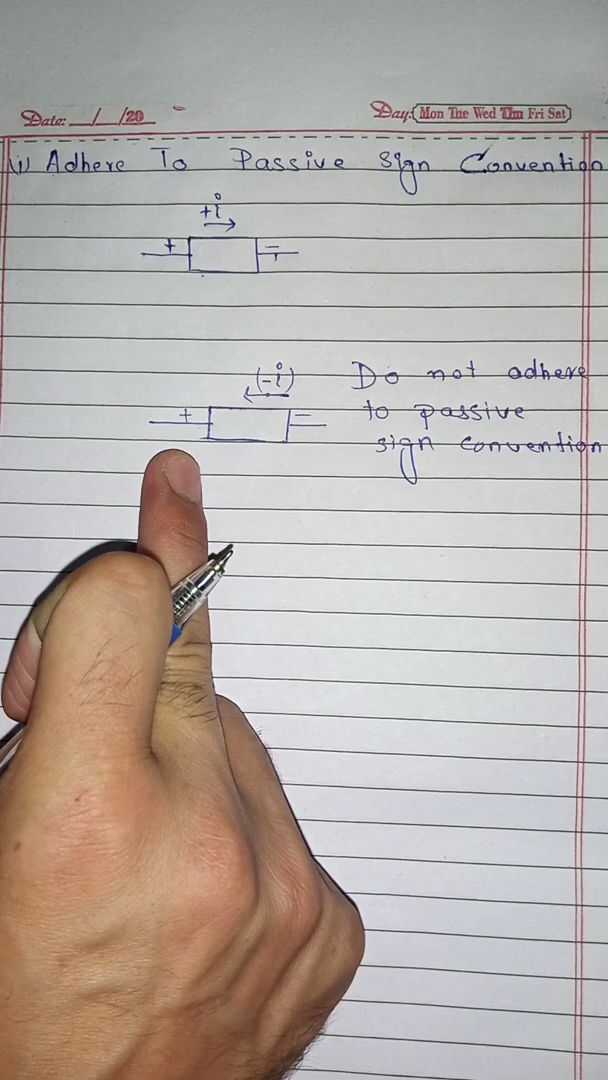 Date: / /20
Day: Mon Tue Wed Thu Fri Sat
(1) Adhere To Passive Sign Convention
+i
+ -
(-i) Do not adhere
+ - to passive
sign convention